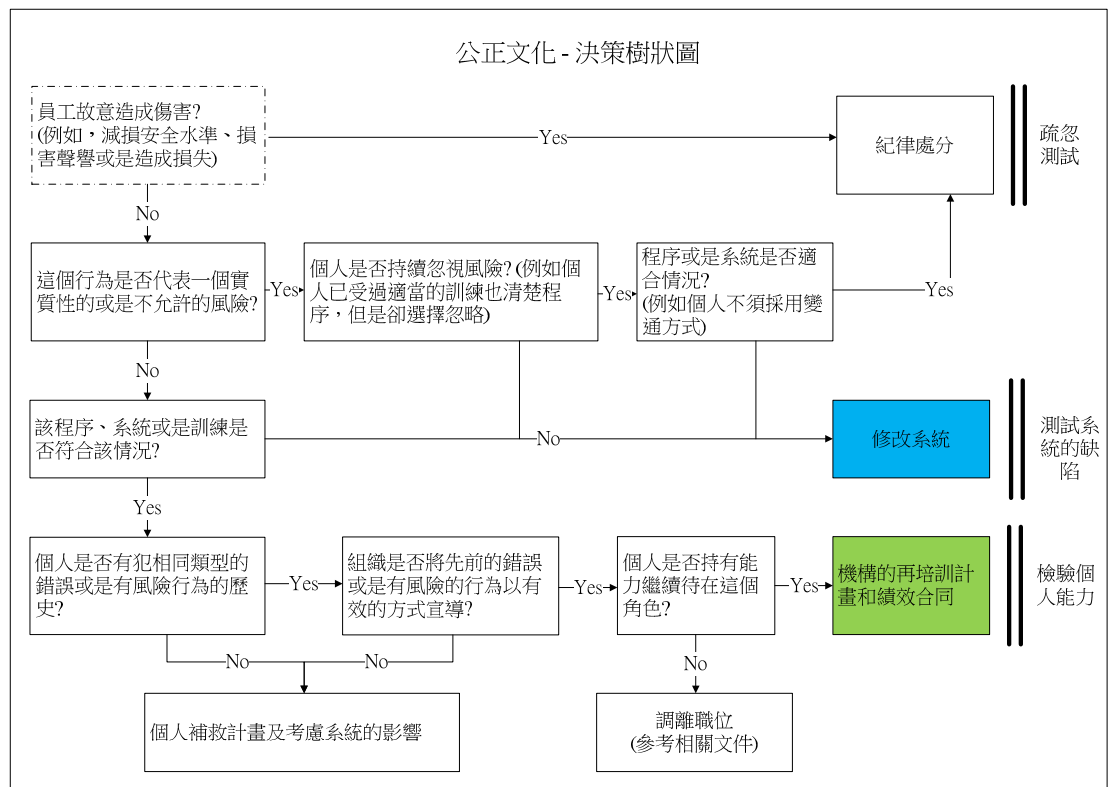 公正文化 - 決策樹狀圖
員工故意造成傷害?
(例如，減損安全水準、損
害聲譽或是造成損失)
Yes
紀律處分
疏忽
測試
No
這個行為是否代表一個實
質性的或是不允許的風險?
Yes
個人是否持續忽視風險? (例如個
人已受過適當的訓練也清楚程
序，但是卻選擇忽略)
Yes
程序或是系統是否適
合情況?
(例如個人不須採用變
通方式)
Yes
No
該程序、系統或是訓練是
否符合該情況?
No
修改系統
測試系
統的缺
陷
Yes
個人是否有犯相同類型的
錯誤或是有風險行為的歷
史?
Yes
組織是否將先前的錯誤
或是有風險的行為以有
效的方式宣導?
Yes
個人是否持有能
力繼續待在這個
角色?
Yes
機構的再培訓計
畫和績效合同
檢驗個
人能力
No
No
No
個人補救計畫及考慮系統的影響
調離職位
(參考相關文件)